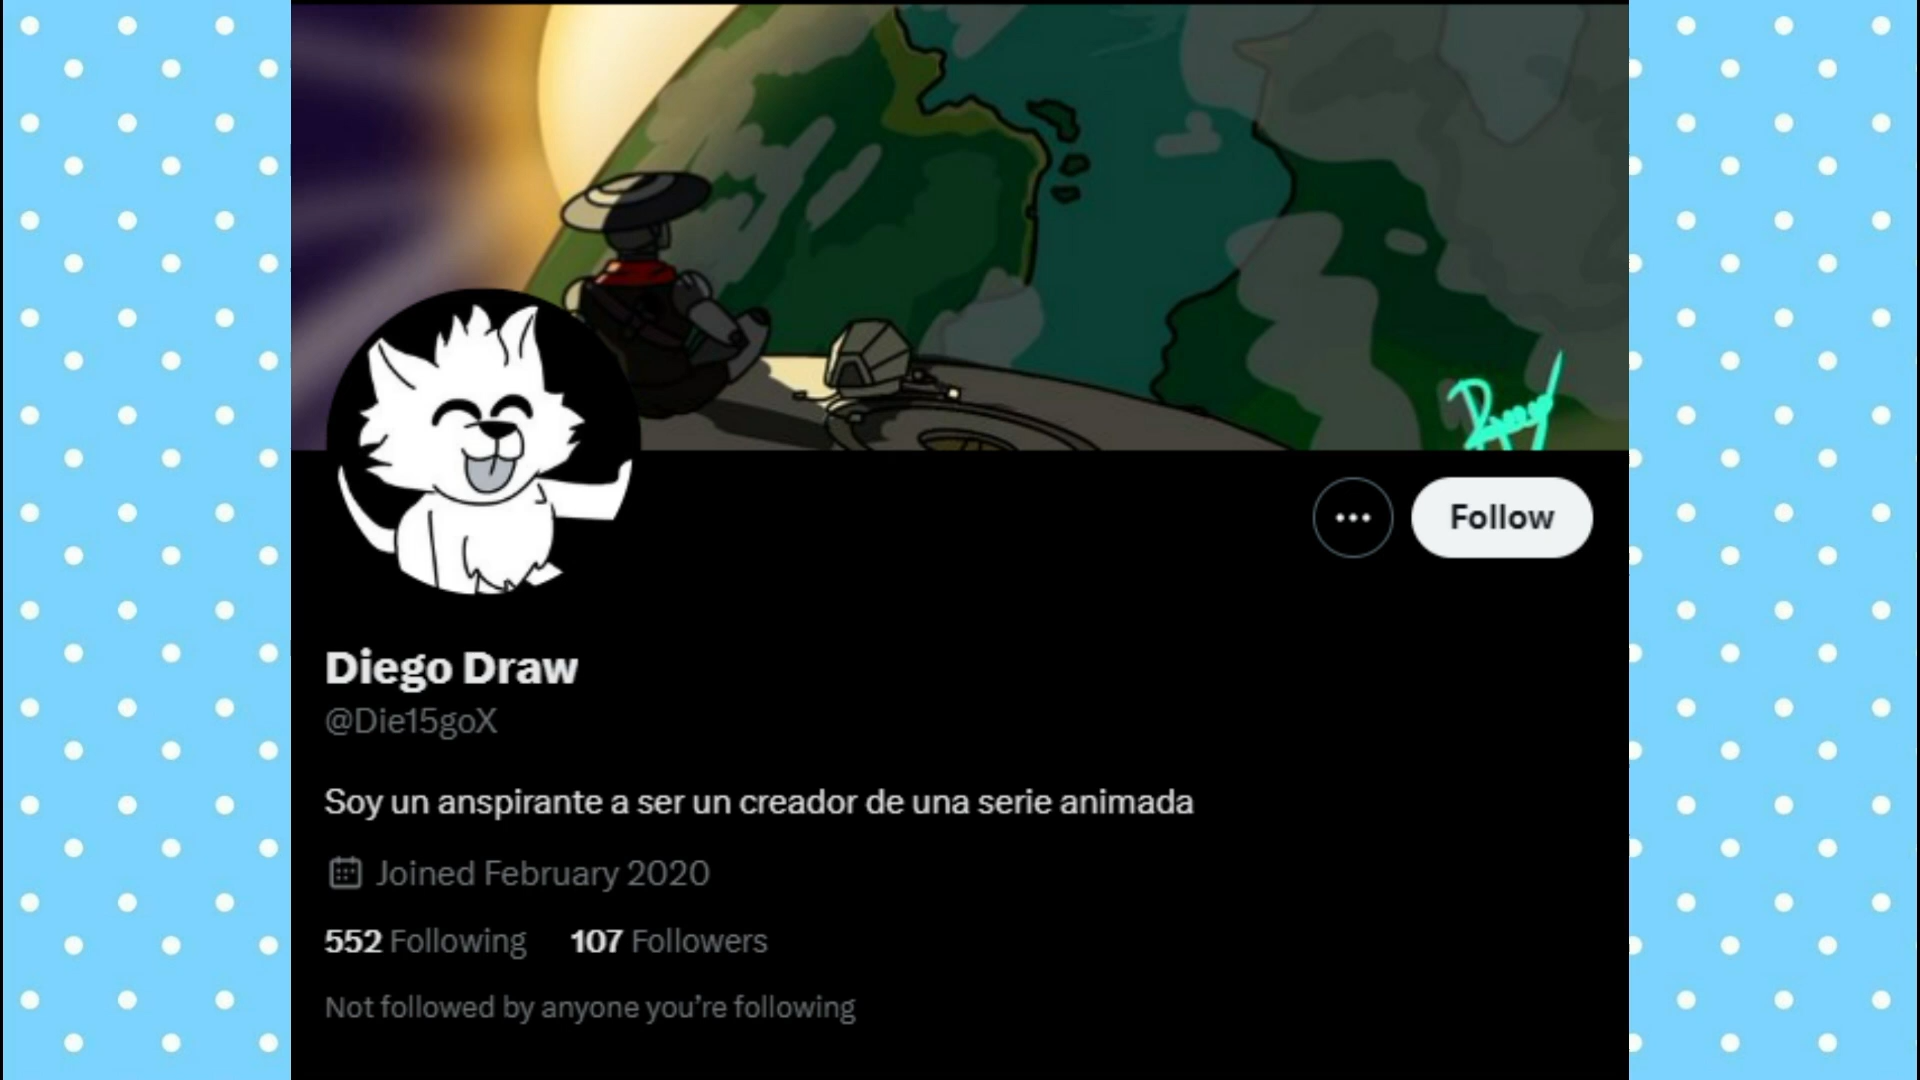 Follow
Diego Draw
@Die15goX
Soy un anspirante a ser un creador de una serie animada
Joined February 2020
552 Following 107 Followers
Not followed by anyone you're following